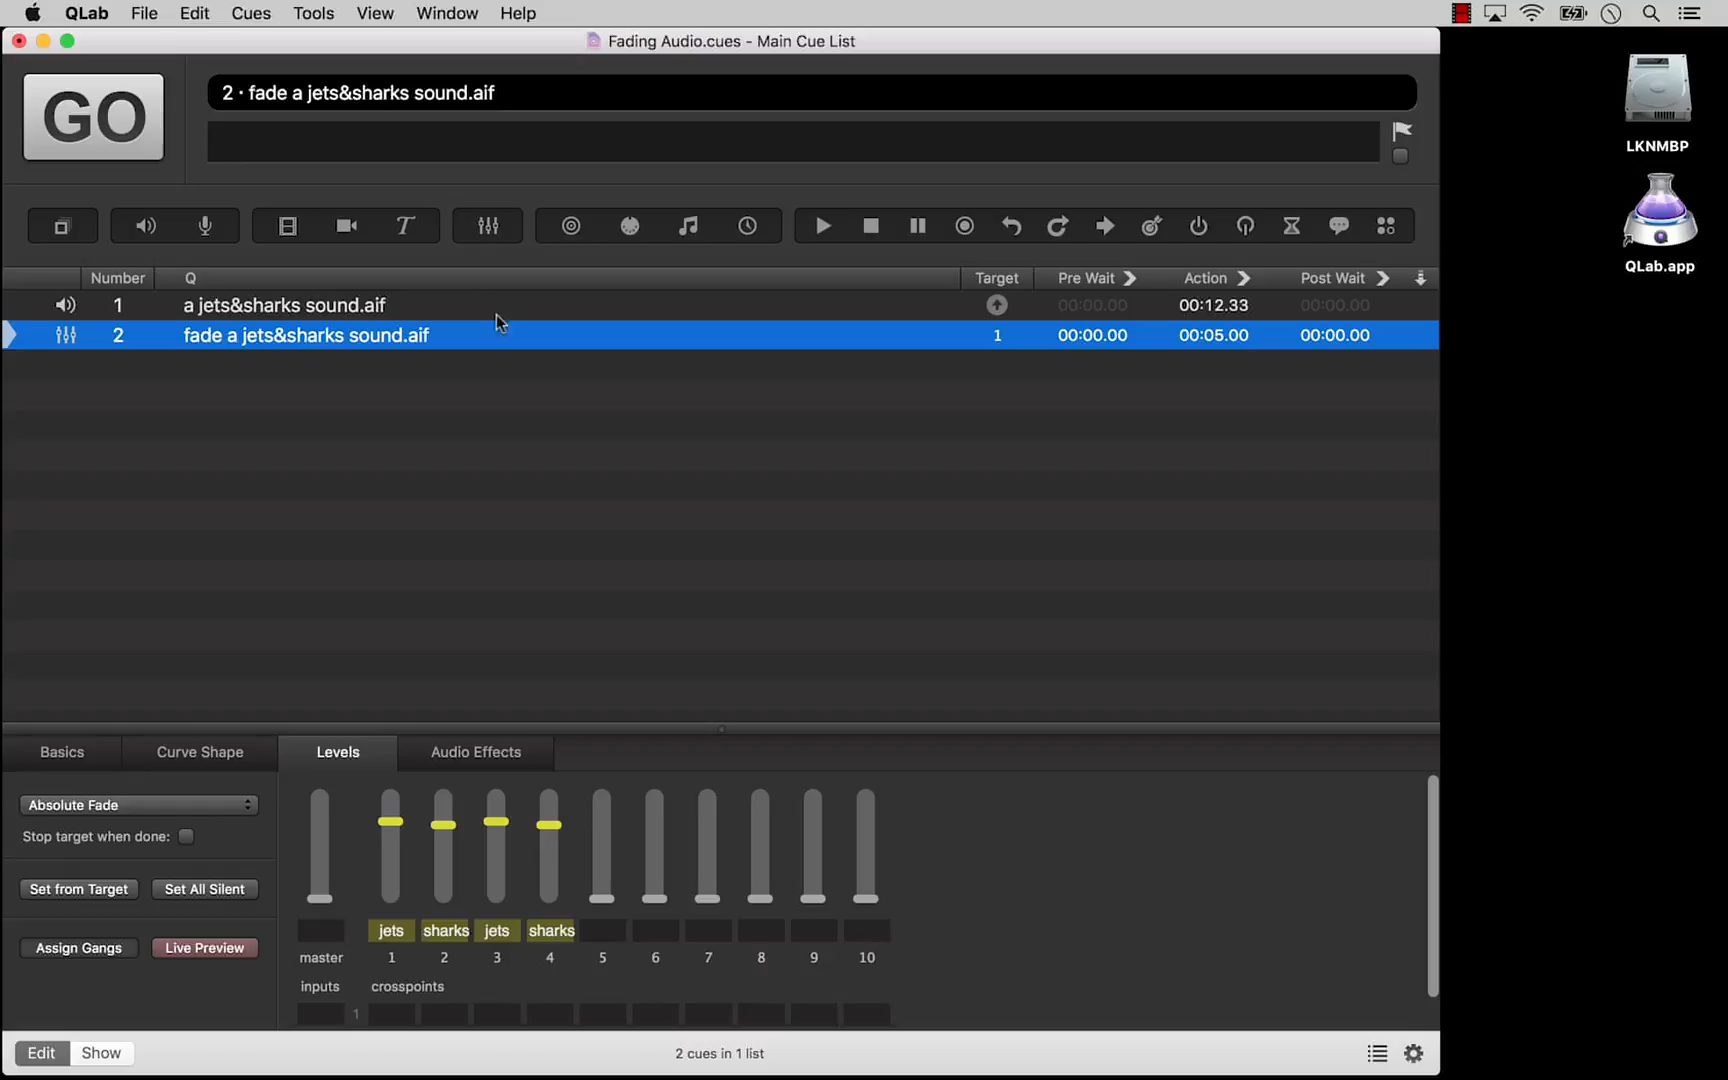 QLab File Edit Cues Tools View Window Help
Fading Audio.cues - Main Cue List
GO
2 · fade a jets&sharks sound.aif
LKNMBP
QLab.app
Number Q Target Pre Wait Action Post Wait
1 a jets&sharks sound.aif 00:00.00 00:12.33 00:00.00
2 fade a jets&sharks sound.aif 1 00:00.00 00:05.00 00:00.00
Basics Curve Shape Levels Audio Effects
Absolute Fade
Stop target when done:
Set from Target Set All Silent
Assign Gangs Live Preview
jets sharks jets sharks
master 1 2 3 4 5 6 7 8 9 10
inputs crosspoints
1
Edit Show 2 cues in 1 list